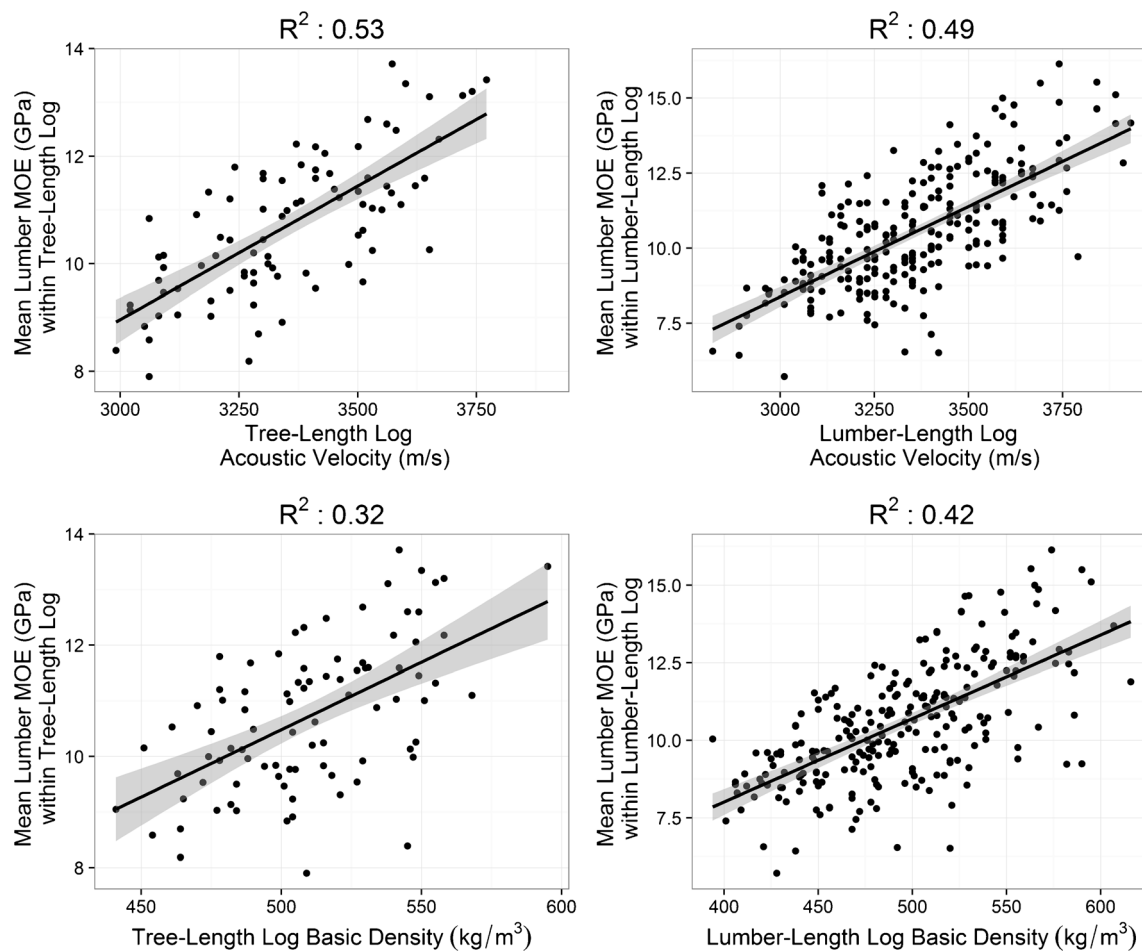 R² : 0.53
Mean Lumber MOE (GPa)
within Tree-Length Log
14
12
10
8
3000 3250 3500 3750
Tree-Length Log
Acoustic Velocity (m/s)
R² : 0.49
Mean Lumber MOE (GPa)
within Lumber-Length Log
15.0
12.5
10.0
7.5
3000 3250 3500 3750
Lumber-Length Log
Acoustic Velocity (m/s)
R² : 0.32
Mean Lumber MOE (GPa)
within Tree-Length Log
14
12
10
8
450 500 550 600
Tree-Length Log Basic Density (kg/m³)
R² : 0.42
Mean Lumber MOE (GPa)
within Lumber-Length Log
15.0
12.5
10.0
7.5
400 450 500 550 600
Lumber-Length Log Basic Density (kg/m³)